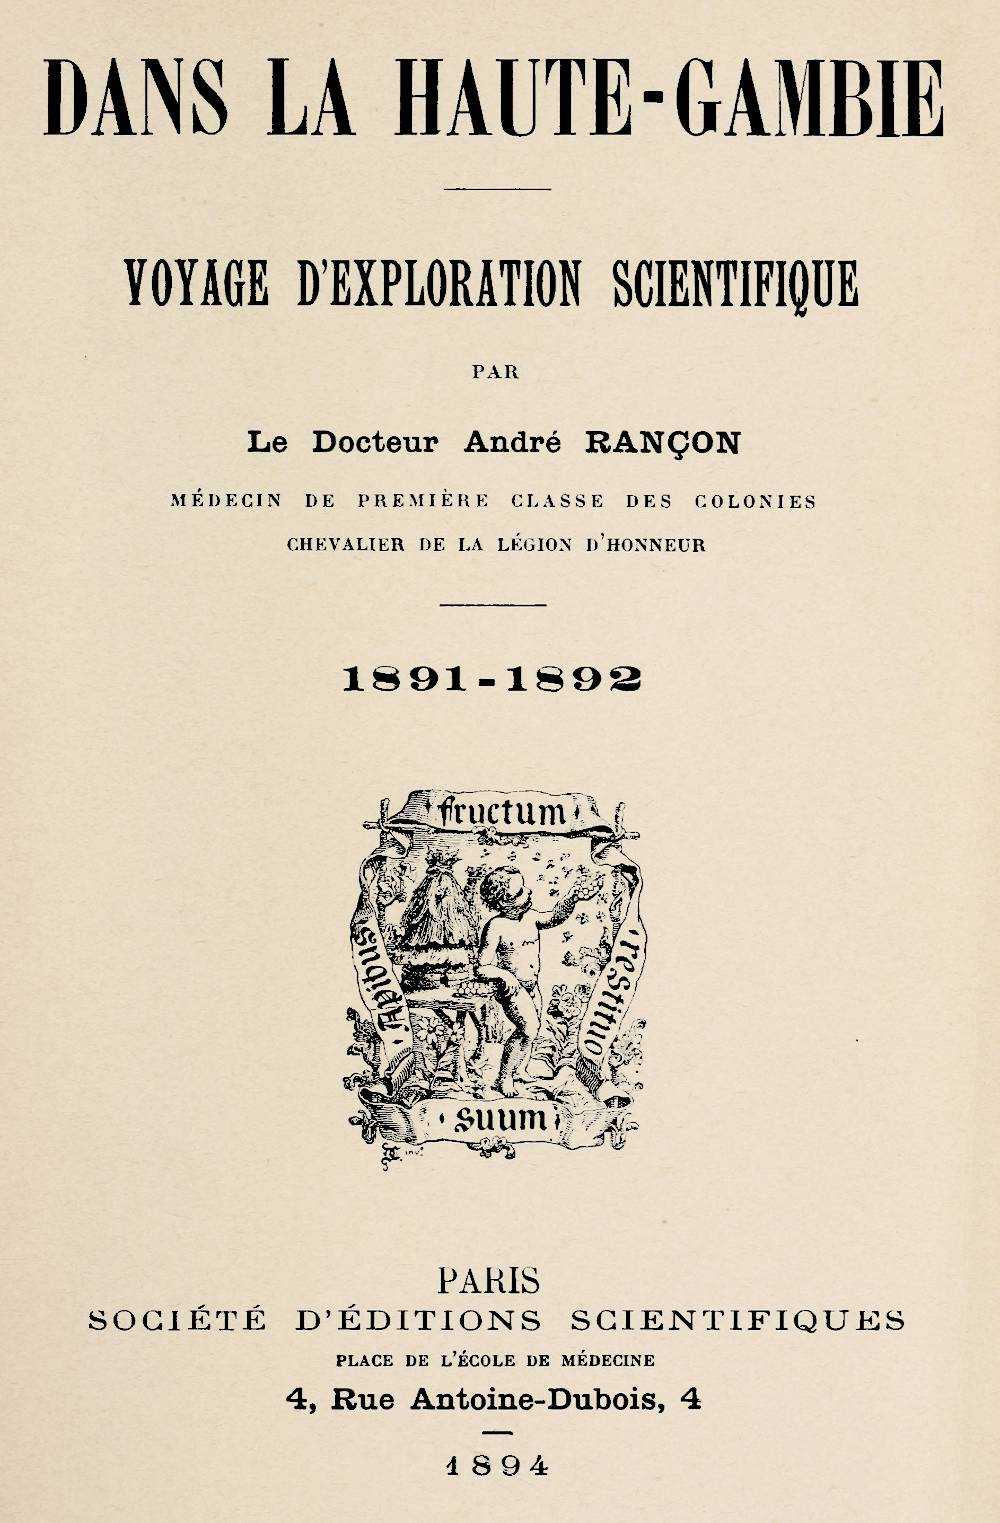 DANS LA HAUTE-GAMBIE
VOYAGE D'EXPLORATION SCIENTIFIQUE
PAR
Le Docteur André RANÇON
MÉDECIN DE PREMIÈRE CLASSE DES COLONIES
CHEVALIER DE LA LÉGION D'HONNEUR
1891-1892
fructum
Apibus
restituo
suum
inv.
PARIS
SOCIÉTÉ D'ÉDITIONS SCIENTIFIQUES
PLACE DE L'ÉCOLE DE MÉDECINE
4, Rue Antoine-Dubois, 4
1894